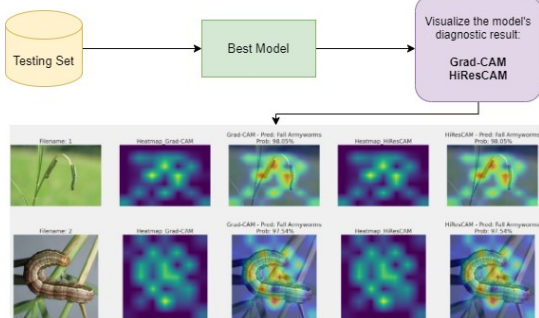 Testing Set
Best Model
Visualize the model's
diagnostic result:
Grad-CAM
HiResCAM
Filename: 1
Heatmap_Grad-CAM
Grad-CAM - Pred: Fall Armyworms
Prob: 98.05%
Heatmap_HiResCAM
HiResCAM - Pred: Fall Armyworms
Prob: 98.05%
Filename: 2
Heatmap_Grad-CAM
Grad-CAM - Pred: Fall Armyworms
Prob: 97.54%
Heatmap_HiResCAM
HiResCAM - Pred: Fall Armyworms
Prob: 97.54%